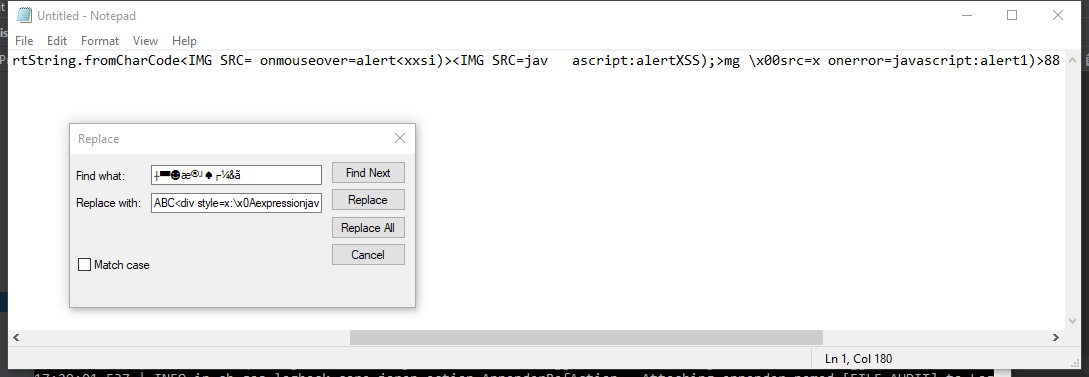 Untitled - Notepad
File Edit Format View Help
rtString.fromCharCode<IMG SRC= onmouseover=alert<xxsi)><IMG SRC=jav   ascript:alertXSS);>mg \x00src=x onerror=javascript:alert1)>88
Replace
Find what:
Find Next
Replace with: ABC<div style=x:\x0Aexpressionjav
Replace
Replace All
Cancel
Match case
Ln 1, Col 180